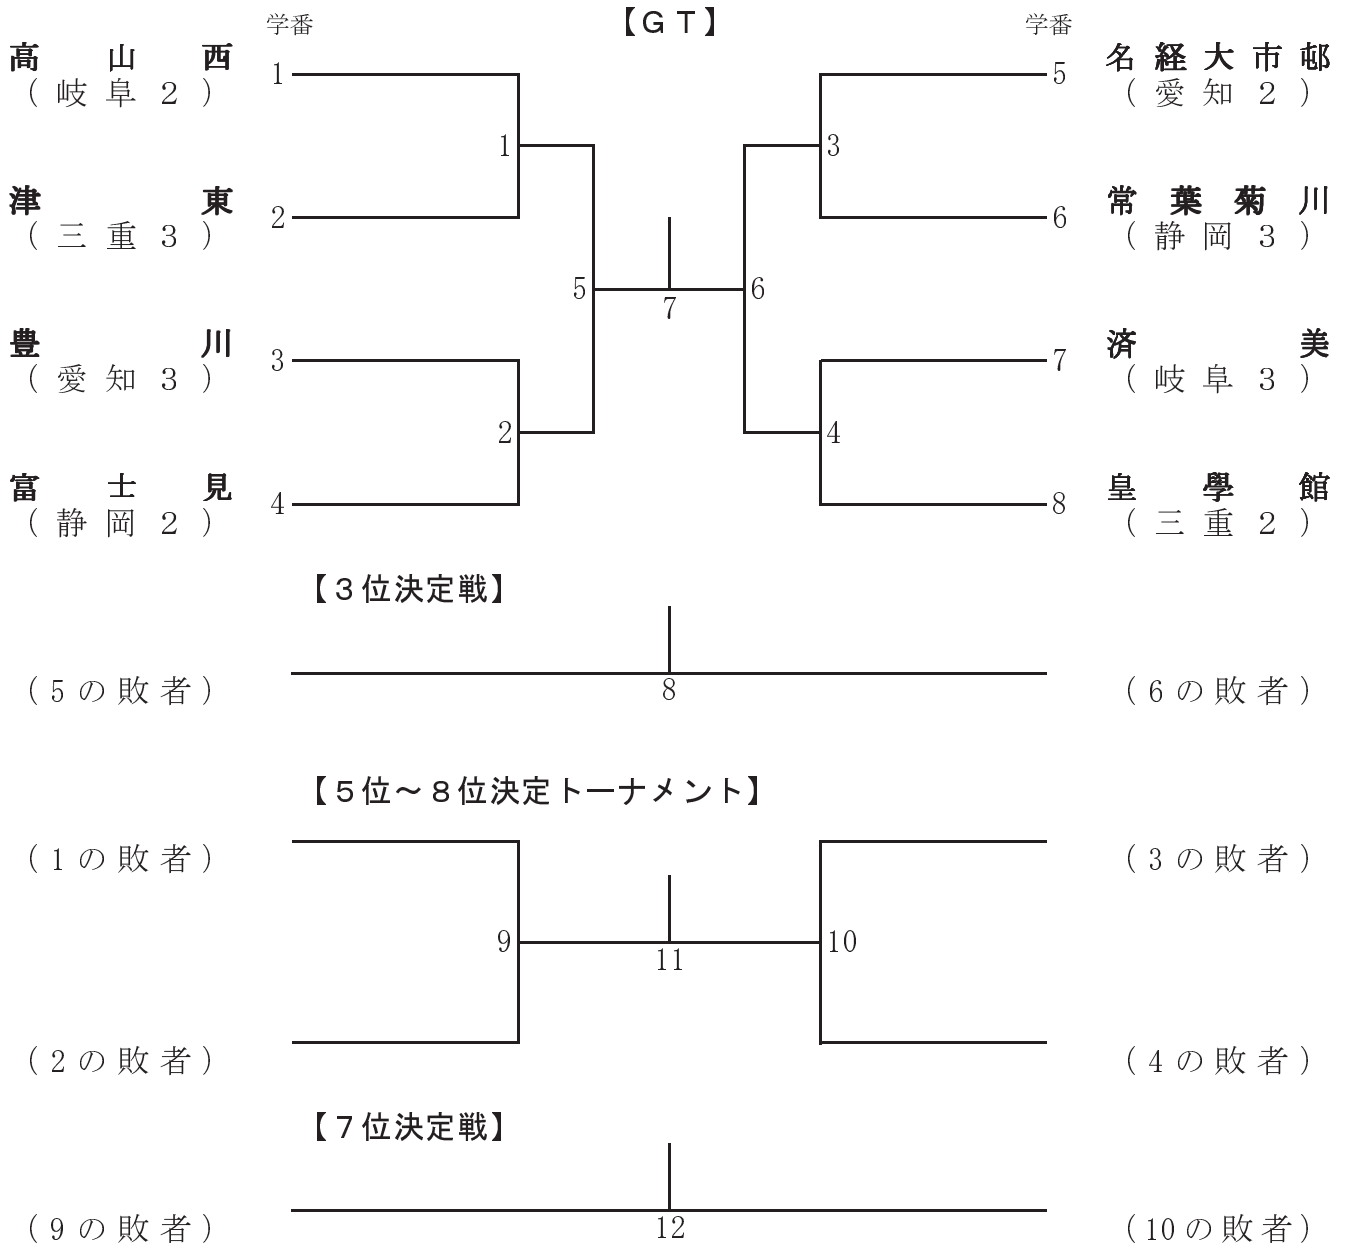 学番 【ＧＴ】 学番
高山西 1 5 名経大市邨
（岐阜２） （愛知２）
1 3
津東 2 6 常葉菊川
（三重３） （静岡３）
5 7 6
豊川 3 7 済美
（愛知３） （岐阜３）
2 4
富士見 4 8 皇學館
（静岡２） （三重２）
【３位決定戦】
（5の敗者） 8 （6の敗者）
【５位～８位決定トーナメント】
（1の敗者） （3の敗者）
9 11 10
（2の敗者） （4の敗者）
【７位決定戦】
（9の敗者） 12 （10の敗者）